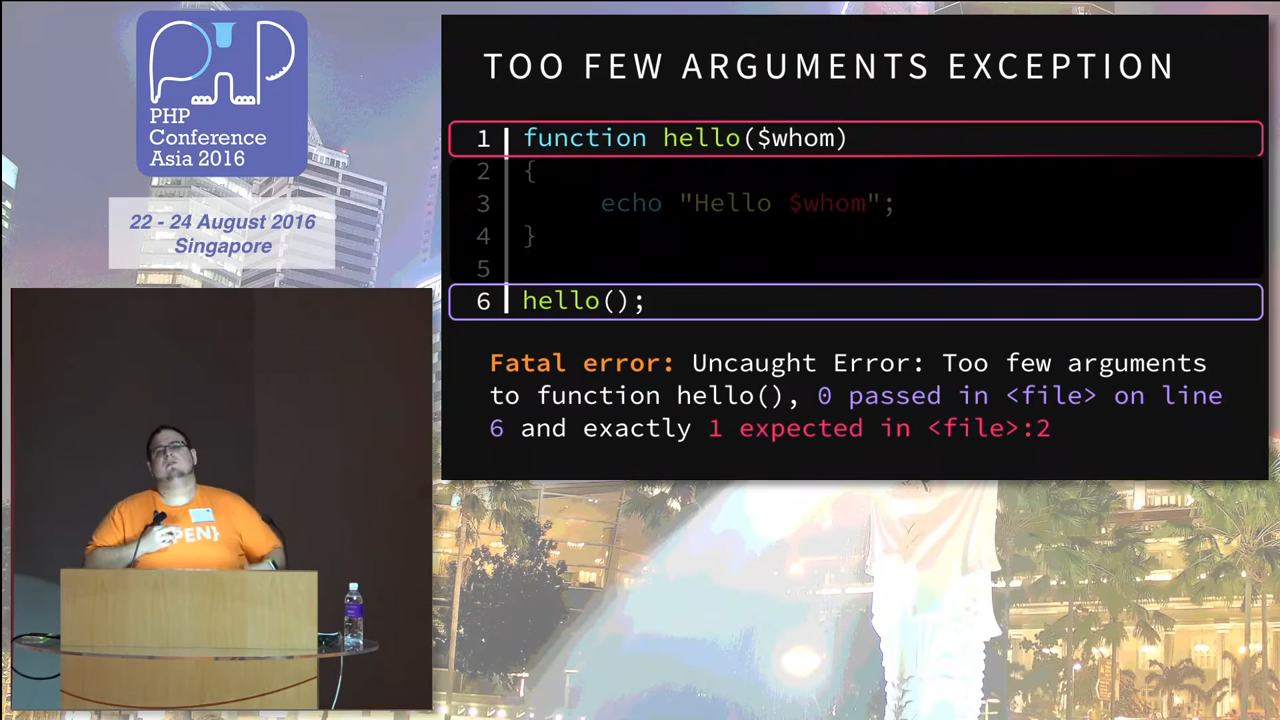 PHP
Conference
Asia 2016
22 - 24 August 2016
Singapore
TOO FEW ARGUMENTS EXCEPTION
1 function hello($whom)
2 {
3 echo "Hello $whom";
4 }
5
6 hello();
Fatal error: Uncaught Error: Too few arguments
to function hello(), 0 passed in <file> on line
6 and exactly 1 expected in <file>:2
PEN}